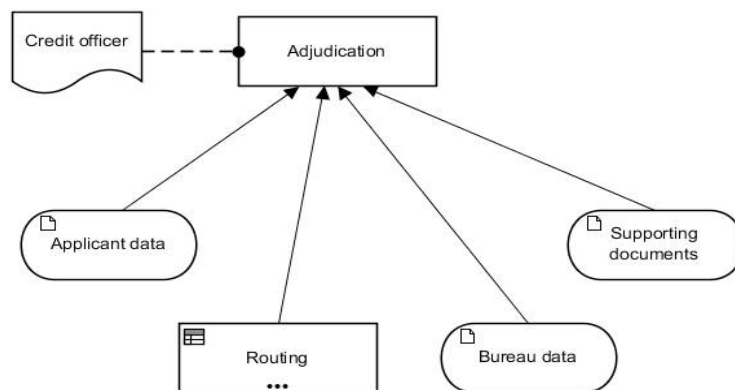 Credit officer
Adjudication
Applicant data
Supporting
documents
Routing
Bureau data